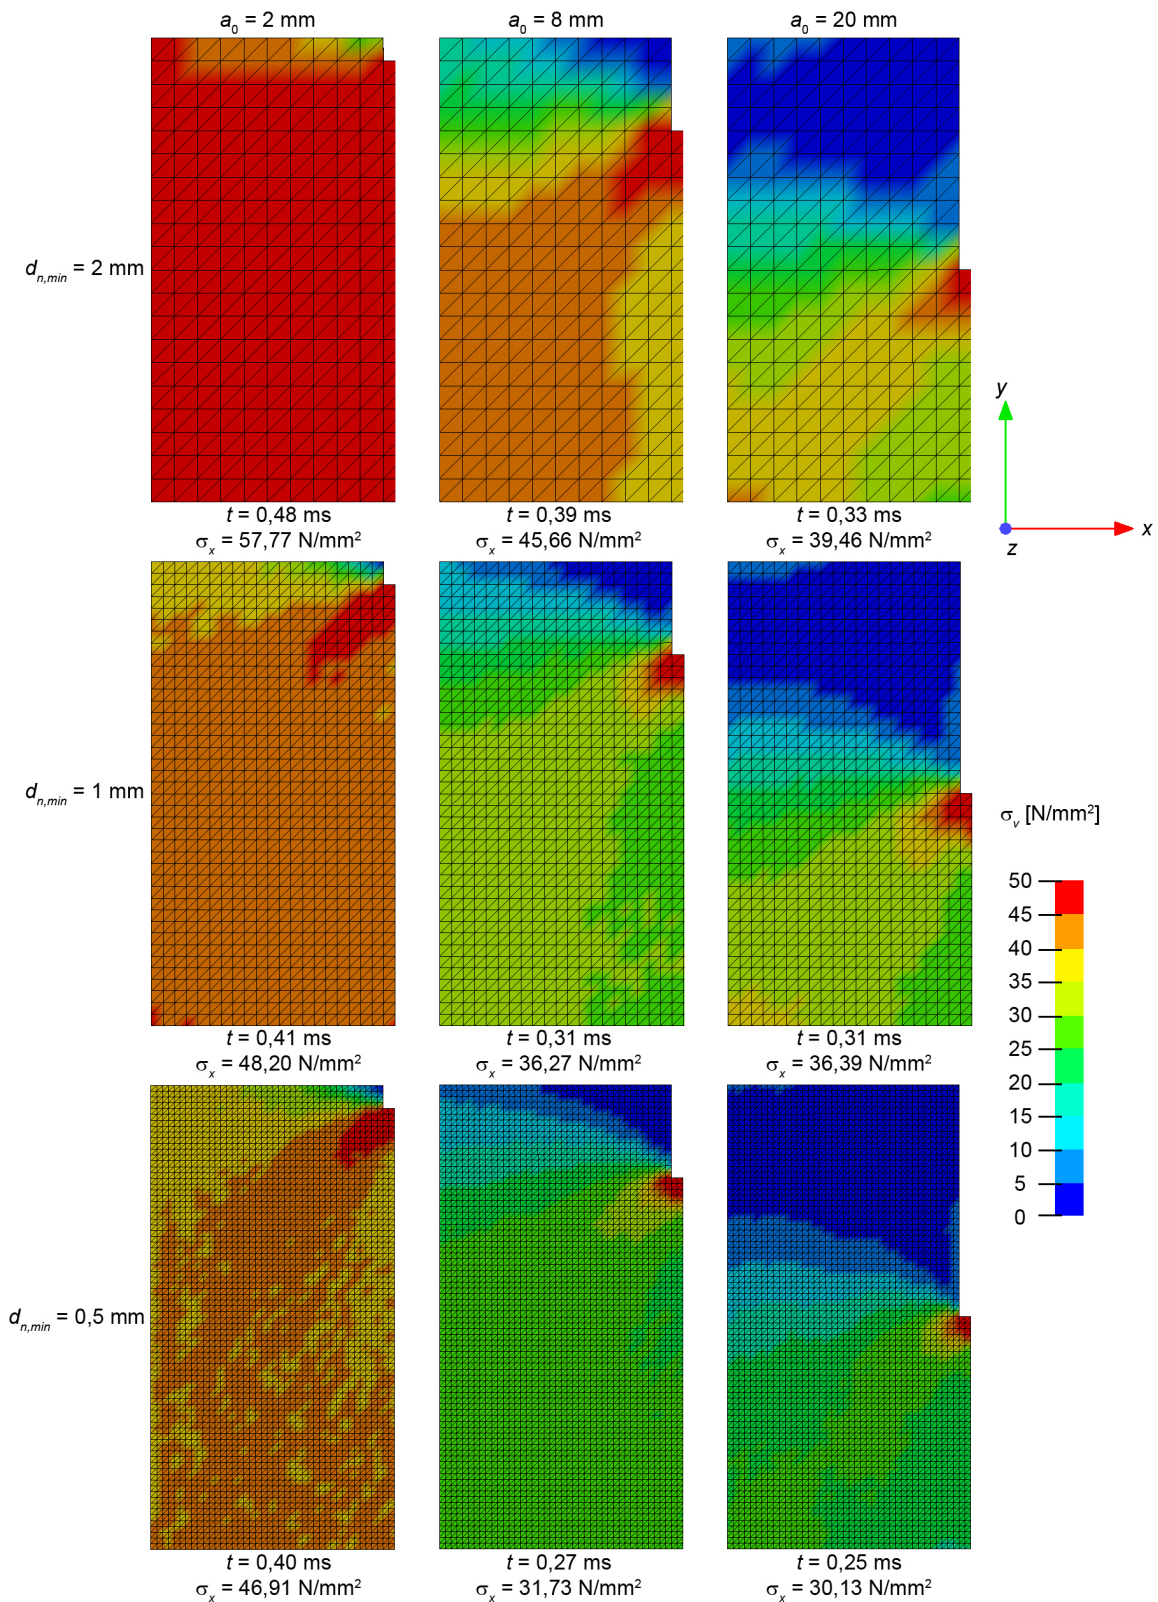 a₀ = 2 mm
a₀ = 8 mm
a₀ = 20 mm
dₙ,ₘᵢₙ = 2 mm
y
x
z
t = 0,48 ms
σₓ = 57,77 N/mm²
t = 0,39 ms
σₓ = 45,66 N/mm²
t = 0,33 ms
σₓ = 39,46 N/mm²
dₙ,ₘᵢₙ = 1 mm
t = 0,41 ms
σₓ = 48,20 N/mm²
t = 0,31 ms
σₓ = 36,27 N/mm²
t = 0,31 ms
σₓ = 36,39 N/mm²
σᵥ [N/mm²]
50
45
40
35
30
25
20
15
10
5
0
dₙ,ₘᵢₙ = 0,5 mm
t = 0,40 ms
σₓ = 46,91 N/mm²
t = 0,27 ms
σₓ = 31,73 N/mm²
t = 0,25 ms
σₓ = 30,13 N/mm²